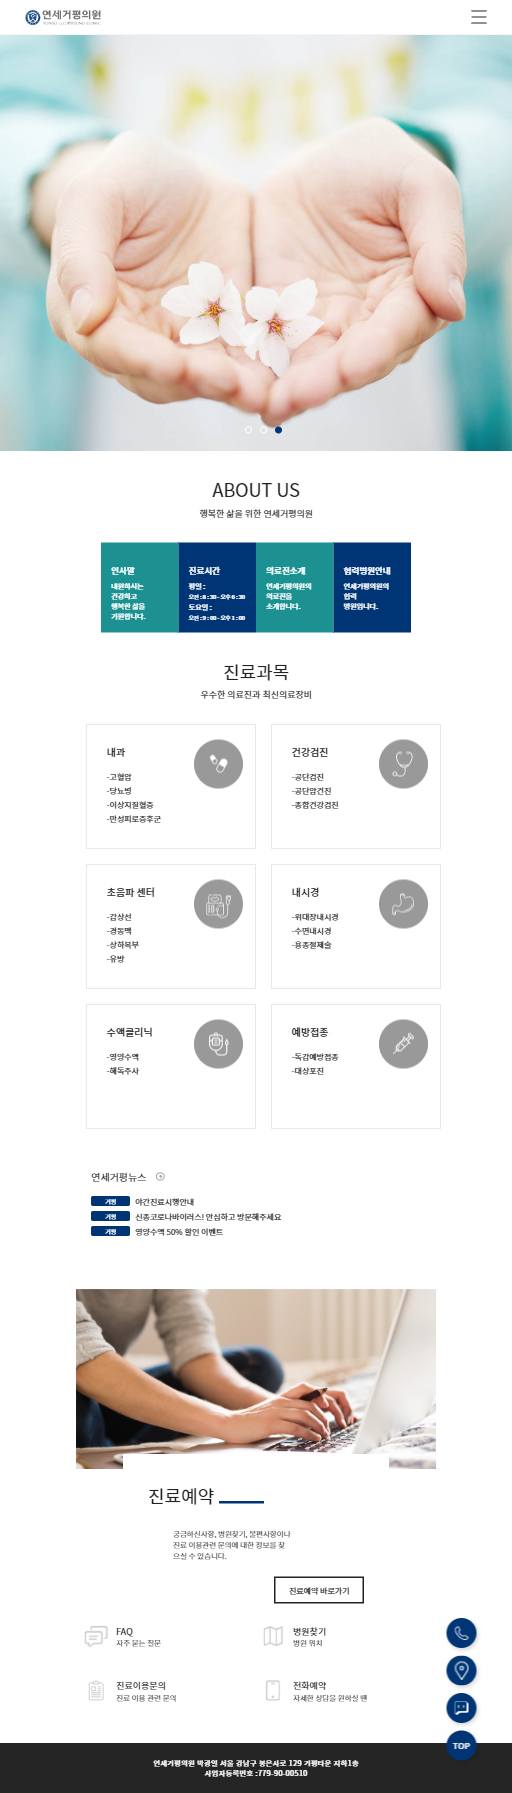 연세거평의원
YONSEI GEOPYEONG CLINIC
ABOUT US
행복한 삶을 위한 연세거평의원
인사말
내원하시는
건강하고
행복한 삶을
기원합니다.
진료시간
평일 :
오전 : 8 : 30 - 오후 6 : 30
토요일 :
오전 : 9 : 00 - 오후 1 : 00
의료진소개
연세거평의원의
의료진을
소개합니다.
협력병원안내
연세거평의원의
협력
병원입니다.
진료과목
우수한 의료진과 최신의료장비
내과
-고혈압
-당뇨병
-이상지질혈증
-만성피로증후군
건강검진
-공단검진
-공단암건진
-종합건강검진
초음파 센터
-갑상선
-경동맥
-상하복부
-유방
내시경
-위대장내시경
-수면내시경
-용종절제술
수액클리닉
-영양수액
-해독주사
예방접종
-독감예방접종
-대상포진
연세거평뉴스
거평 야간진료시행안내
거평 신종코로나바이러스! 안심하고 방문해주세요
거평 영양수액 50% 할인 이벤트
진료예약
궁금하신사항, 병원찾기, 불편사항이나
진료 이용관련 문의에 대한 정보를 찾
으실 수 있습니다.
진료예약 바로가기
FAQ
자주 묻는 질문
병원찾기
병원 위치
진료이용문의
진료 이용 관련 문의
전화예약
자세한 상담을 원하실 땐
TOP
연세거평의원 박광일 서울 강남구 봉은사로 129 거평타운 지하1층
사업자등록번호 :779-90-00510